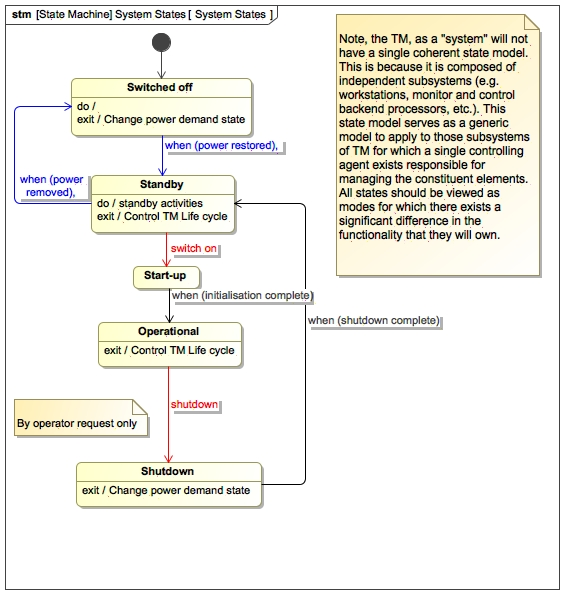 stm [State Machine] System States [ System States ]
Note, the TM, as a "system" will not
have a single coherent state model.
This is because it is composed of
independent subsystems (e.g.
workstations, monitor and control
backend processors, etc.). This
state model serves as a generic
model to apply to those subsystems
of TM for which a single controlling
agent exists responsible for
managing the constituent elements.
All states should be viewed as
modes for which there exists a
significant difference in the
functionality that they will own.
Switched off
do /
exit / Change power demand state
when (power restored),
when (power
removed),
Standby
do / standby activities
exit / Control TM Life cycle
switch on
Start-up
when (initialisation complete)
when (shutdown complete)
Operational
exit / Control TM Life cycle
shutdown
By operator request only
Shutdown
exit / Change power demand state